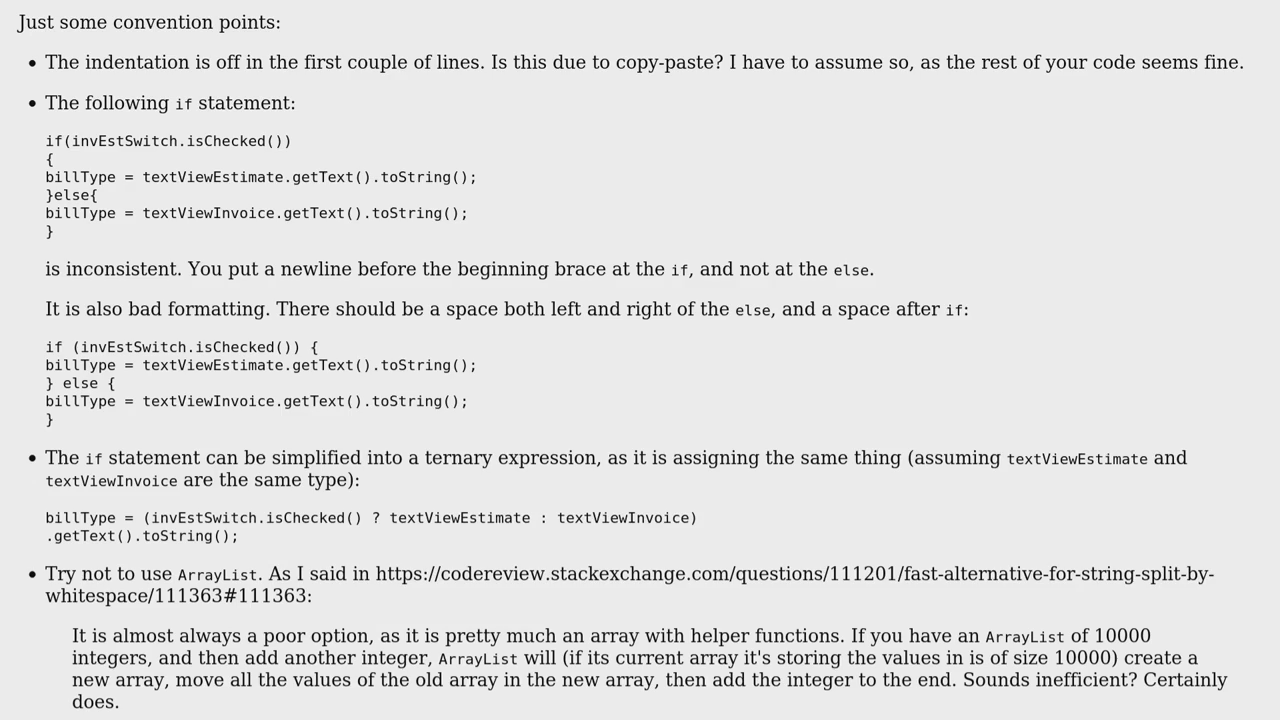 Just some convention points:
• The indentation is off in the first couple of lines. Is this due to copy-paste? I have to assume so, as the rest of your code seems fine.
• The following if statement:
if(invEstSwitch.isChecked())
{
billType = textViewEstimate.getText().toString();
}else{
billType = textViewInvoice.getText().toString();
}
is inconsistent. You put a newline before the beginning brace at the if, and not at the else.
It is also bad formatting. There should be a space both left and right of the else, and a space after if:
if (invEstSwitch.isChecked()) {
billType = textViewEstimate.getText().toString();
} else {
billType = textViewInvoice.getText().toString();
}
• The if statement can be simplified into a ternary expression, as it is assigning the same thing (assuming textViewEstimate and
textViewInvoice are the same type):
billType = (invEstSwitch.isChecked() ? textViewEstimate : textViewInvoice)
.getText().toString();
• Try not to use ArrayList. As I said in https://codereview.stackexchange.com/questions/111201/fast-alternative-for-string-split-by-
whitespace/111363#111363:
It is almost always a poor option, as it is pretty much an array with helper functions. If you have an ArrayList of 10000
integers, and then add another integer, ArrayList will (if its current array it's storing the values in is of size 10000) create a
new array, move all the values of the old array in the new array, then add the integer to the end. Sounds inefficient? Certainly
does.